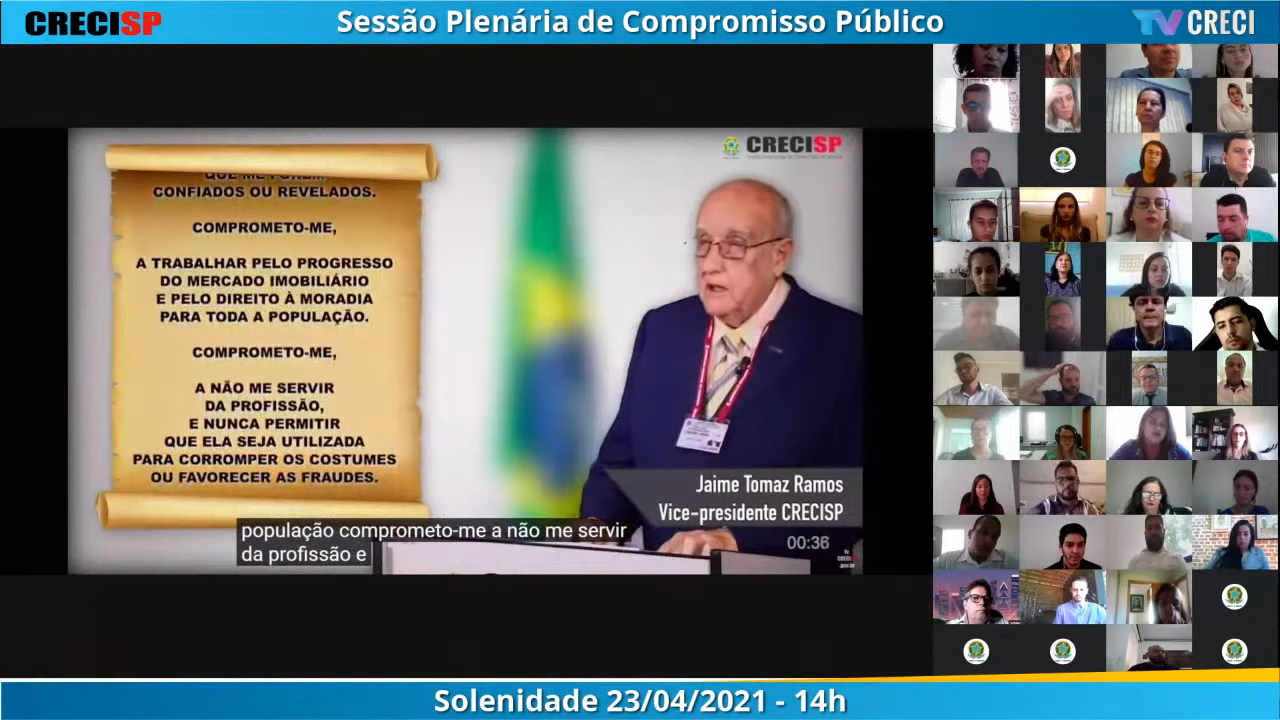 CRECISP
Sessão Plenária de Compromisso Público
TV CRECI
CRECISP
QUE ME FOREM
CONFIADOS OU REVELADOS.
COMPROMETO-ME,
A TRABALHAR PELO PROGRESSO
DO MERCADO IMOBILIÁRIO
E PELO DIREITO À MORADIA
PARA TODA A POPULAÇÃO.
COMPROMETO-ME,
A NÃO ME SERVIR
DA PROFISSÃO,
E NUNCA PERMITIR
QUE ELA SEJA UTILIZADA
PARA CORROMPER OS COSTUMES
OU FAVORECER AS FRAUDES.
Jaime Tomaz Ramos
Vice-presidente CRECISP
00:36
população comprometo-me a não me servir
da profissão e
Solenidade 23/04/2021 - 14h